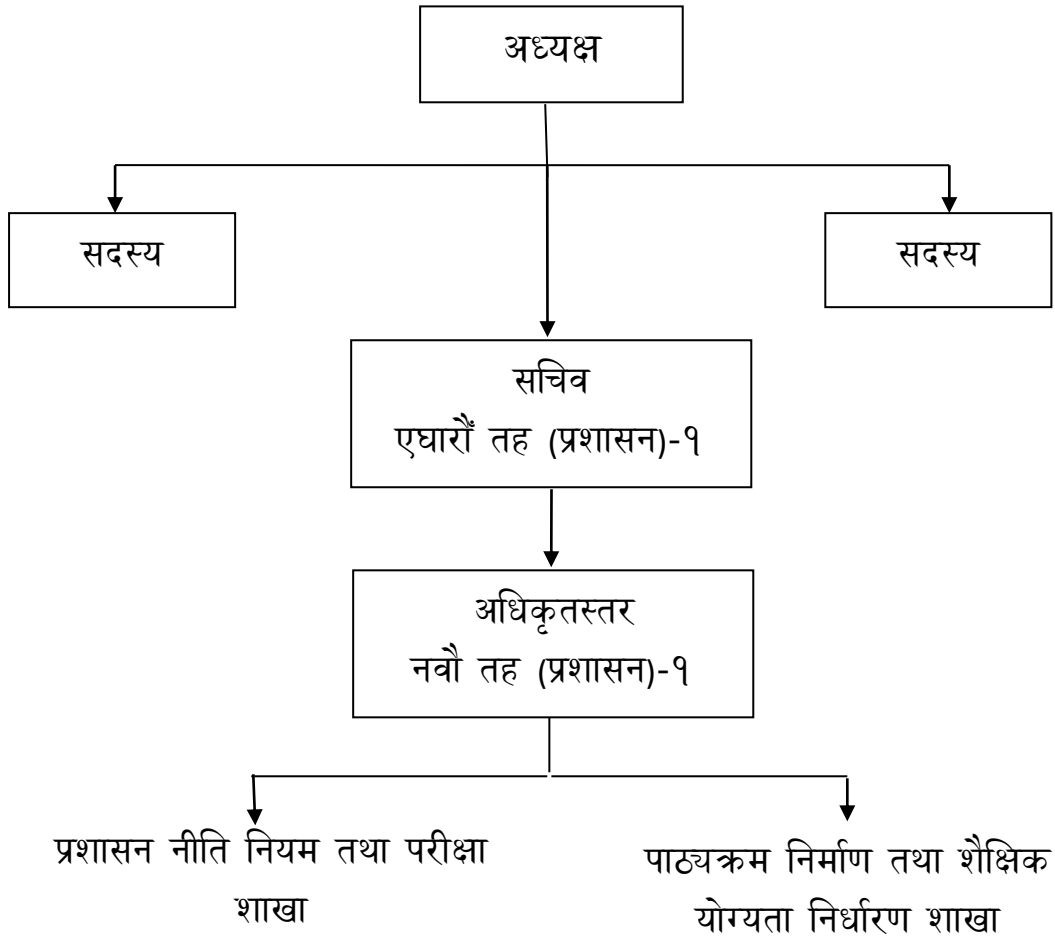 अध्यक्ष
सदस्य
सदस्य
सचिव
एघारौँ तह (प्रशासन)-१
अधिकृतस्तर
नवौ तह (प्रशासन)-१
प्रशासन नीति नियम तथा परीक्षा
शाखा
पाठ्यक्रम निर्माण तथा शैक्षिक
योग्यता निर्धारण शाखा